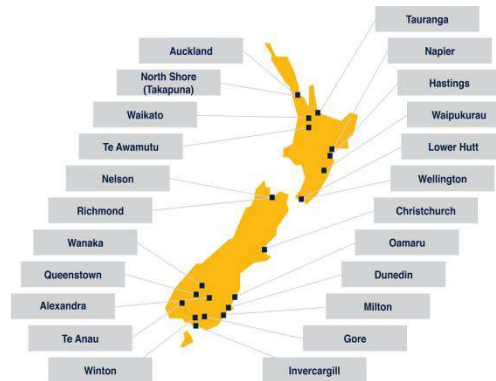 Tauranga
Auckland
Napier
North Shore
(Takapuna)
Hastings
Waikato
Waipukurau
Te Awamutu
Lower Hutt
Nelson
Wellington
Richmond
Christchurch
Wanaka
Oamaru
Queenstown
Dunedin
Alexandra
Milton
Te Anau
Gore
Winton
Invercargill